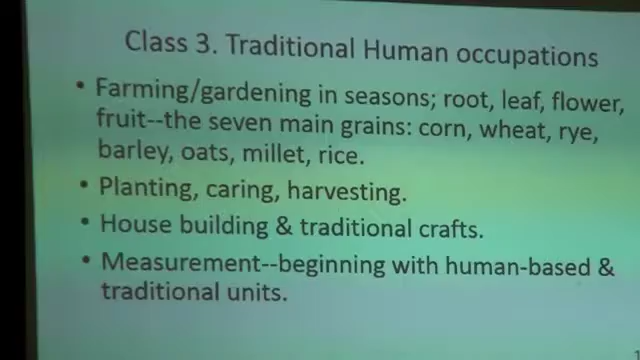 Class 3. Traditional Human occupations
• Farming/gardening in seasons; root, leaf, flower,
fruit--the seven main grains: corn, wheat, rye,
barley, oats, millet, rice.
• Planting, caring, harvesting.
• House building & traditional crafts.
• Measurement--beginning with human-based &
traditional units.